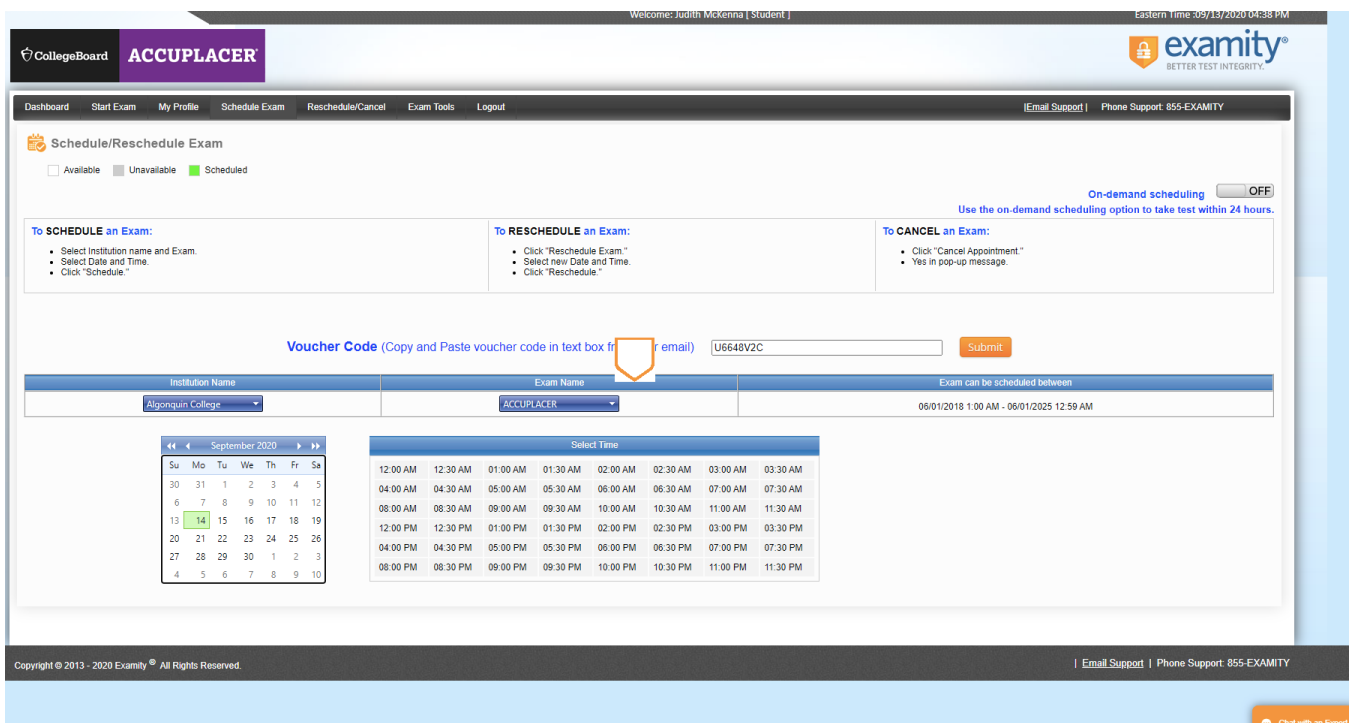 Welcome: Judith McKenna [ Student ]
Eastern Time :09/13/2020 04:38 PM
CollegeBoard ACCUPLACER®
examity®
BETTER TEST INTEGRITY.
Dashboard Start Exam My Profile Schedule Exam Reschedule/Cancel Exam Tools Logout |Email Support | Phone Support: 855-EXAMITY
Schedule/Reschedule Exam
Available Unavailable Scheduled
On-demand scheduling OFF
Use the on-demand scheduling option to take test within 24 hours.
To SCHEDULE an Exam:
• Select Institution name and Exam.
• Select Date and Time.
• Click "Schedule."
To RESCHEDULE an Exam:
• Click "Reschedule Exam."
• Select new Date and Time.
• Click "Reschedule."
To CANCEL an Exam:
• Click "Cancel Appointment."
• Yes in pop-up message.
Voucher Code (Copy and Paste voucher code in text box email) U6648V2C Submit
Institution Name Exam Name Exam can be scheduled between
Algonquin College ACCUPLACER 06/01/2018 1:00 AM - 06/01/2025 12:59 AM
September 2020
Su Mo Tu We Th Fr Sa
30 31 1 2 3 4 5
6 7 8 9 10 11 12
13 14 15 16 17 18 19
20 21 22 23 24 25 26
27 28 29 30 1 2 3
4 5 6 7 8 9 10
Select Time
12:00 AM 12:30 AM 01:00 AM 01:30 AM 02:00 AM 02:30 AM 03:00 AM 03:30 AM
04:00 AM 04:30 AM 05:00 AM 05:30 AM 06:00 AM 06:30 AM 07:00 AM 07:30 AM
08:00 AM 08:30 AM 09:00 AM 09:30 AM 10:00 AM 10:30 AM 11:00 AM 11:30 AM
12:00 PM 12:30 PM 01:00 PM 01:30 PM 02:00 PM 02:30 PM 03:00 PM 03:30 PM
04:00 PM 04:30 PM 05:00 PM 05:30 PM 06:00 PM 06:30 PM 07:00 PM 07:30 PM
08:00 PM 08:30 PM 09:00 PM 09:30 PM 10:00 PM 10:30 PM 11:00 PM 11:30 PM
Copyright © 2013 - 2020 Examity ® All Rights Reserved.
| Email Support | Phone Support: 855-EXAMITY
Chat with an Expert